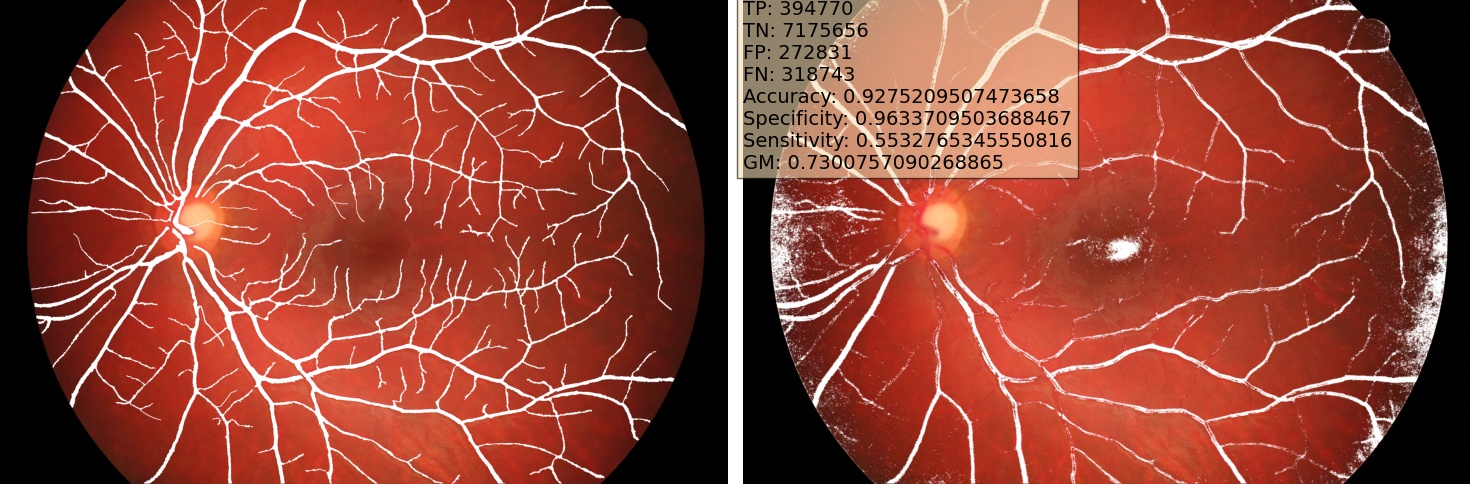 TP: 394770
TN: 7175656
FP: 272831
FN: 318743
Accuracy: 0.9275209507473658
Specificity: 0.9633709503688467
Sensitivity: 0.5532765345550816
GM: 0.7300757090268865